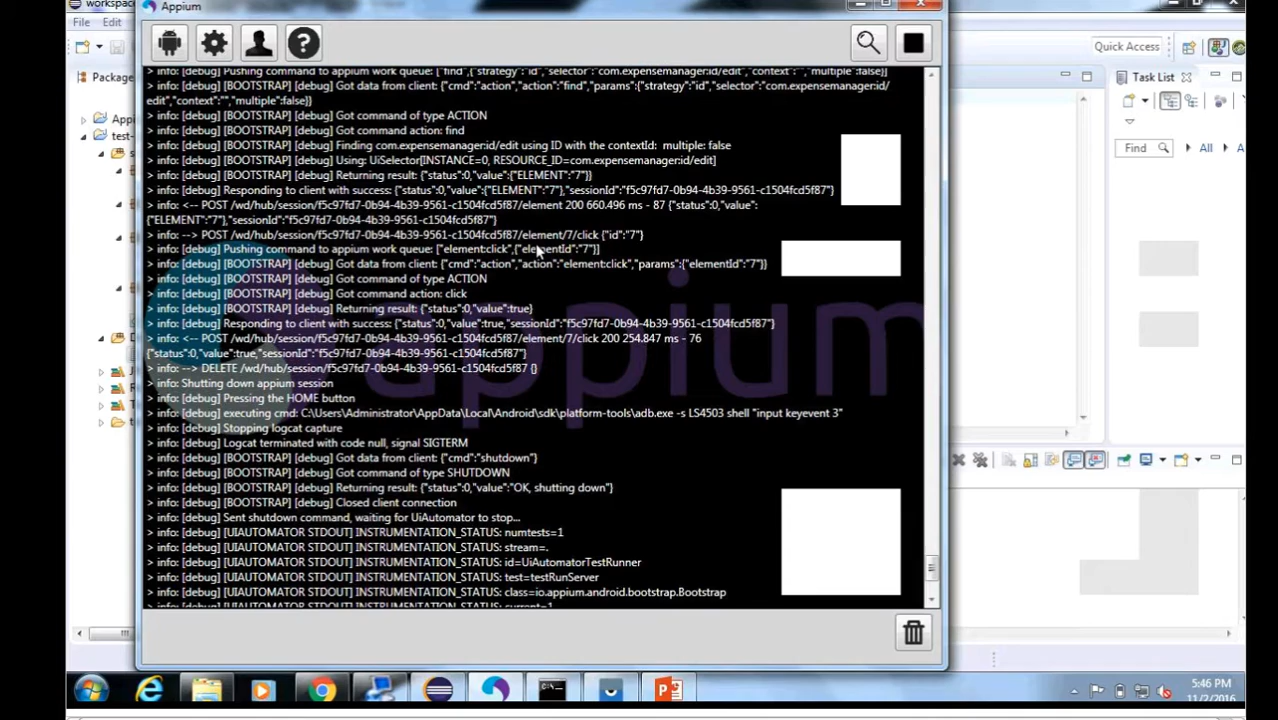 workspace
Appium
File Edit
Quick Access
Package
Task List
Find
All
A
App
test-
s
D
J
R
T
t
> info: [debug] Pushing command to appium work queue: ["find",{"strategy":"id","selector":"com.expensemanager:id/edit","context":"","multiple":false}]
> info: [debug] [BOOTSTRAP] [debug] Got data from client: {"cmd":"action","action":"find","params":{"strategy":"id","selector":"com.expensemanager:id/
edit","context":"","multiple":false}}
> info: [debug] [BOOTSTRAP] [debug] Got command of type ACTION
> info: [debug] [BOOTSTRAP] [debug] Got command action: find
> info: [debug] [BOOTSTRAP] [debug] Finding com.expensemanager:id/edit using ID with the contextId: multiple: false
> info: [debug] [BOOTSTRAP] [debug] Using: UiSelector[INSTANCE=0, RESOURCE_ID=com.expensemanager:id/edit]
> info: [debug] [BOOTSTRAP] [debug] Returning result: {"status":0,"value":{"ELEMENT":"7"}}
> info: [debug] Responding to client with success: {"status":0,"value":{"ELEMENT":"7"},"sessionId":"f5c97fd7-0b94-4b39-9561-c1504fcd5f87"}
> info: <-- POST /wd/hub/session/f5c97fd7-0b94-4b39-9561-c1504fcd5f87/element 200 660.496 ms - 87 {"status":0,"value":
{"ELEMENT":"7"},"sessionId":"f5c97fd7-0b94-4b39-9561-c1504fcd5f87"}
> info: --> POST /wd/hub/session/f5c97fd7-0b94-4b39-9561-c1504fcd5f87/element/7/click {"id":"7"}
> info: [debug] Pushing command to appium work queue: ["element:click",{"elementId":"7"}]
> info: [debug] [BOOTSTRAP] [debug] Got data from client: {"cmd":"action","action":"element:click","params":{"elementId":"7"}}
> info: [debug] [BOOTSTRAP] [debug] Got command of type ACTION
> info: [debug] [BOOTSTRAP] [debug] Got command action: click
> info: [debug] [BOOTSTRAP] [debug] Returning result: {"status":0,"value":true}
> info: [debug] Responding to client with success: {"status":0,"value":true,"sessionId":"f5c97fd7-0b94-4b39-9561-c1504fcd5f87"}
> info: <-- POST /wd/hub/session/f5c97fd7-0b94-4b39-9561-c1504fcd5f87/element/7/click 200 254.847 ms - 76
{"status":0,"value":true,"sessionId":"f5c97fd7-0b94-4b39-9561-c1504fcd5f87"}
> info: --> DELETE /wd/hub/session/f5c97fd7-0b94-4b39-9561-c1504fcd5f87 {}
> info: Shutting down appium session
> info: [debug] Pressing the HOME button
> info: [debug] executing cmd: C:\Users\Administrator\AppData\Local\Android\sdk\platform-tools\adb.exe -s LS4503 shell "input keyevent 3"
> info: [debug] Stopping logcat capture
> info: [debug] Logcat terminated with code null, signal SIGTERM
> info: [debug] [BOOTSTRAP] [debug] Got data from client: {"cmd":"shutdown"}
> info: [debug] [BOOTSTRAP] [debug] Got command of type SHUTDOWN
> info: [debug] [BOOTSTRAP] [debug] Returning result: {"status":0,"value":"OK, shutting down"}
> info: [debug] [BOOTSTRAP] [debug] Closed client connection
> info: [debug] Sent shutdown command, waiting for UiAutomator to stop...
> info: [debug] [UIAUTOMATOR STDOUT] INSTRUMENTATION_STATUS: numtests=1
> info: [debug] [UIAUTOMATOR STDOUT] INSTRUMENTATION_STATUS: stream=.
> info: [debug] [UIAUTOMATOR STDOUT] INSTRUMENTATION_STATUS: id=UiAutomatorTestRunner
> info: [debug] [UIAUTOMATOR STDOUT] INSTRUMENTATION_STATUS: test=testRunServer
> info: [debug] [UIAUTOMATOR STDOUT] INSTRUMENTATION_STATUS: class=io.appium.android.bootstrap.Bootstrap
> info: [debug] [UIAUTOMATOR STDOUT] INSTRUMENTATION_STATUS: current=1
appium
5:46 PM
11/2/2016